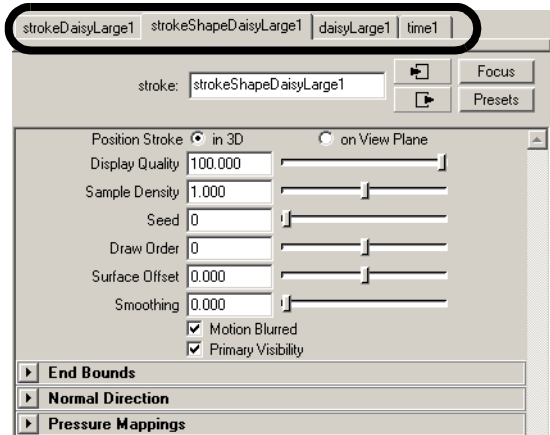 strokeDaisyLarge1 strokeShapeDaisyLarge1 daisyLarge1 time1
stroke: strokeShapeDaisyLarge1 Focus
Presets
Position Stroke in 3D on View Plane
Display Quality 100.000
Sample Density 1.000
Seed 0
Draw Order 0
Surface Offset 0.000
Smoothing 0.000
Motion Blurred
Primary Visibility
End Bounds
Normal Direction
Pressure Mappings